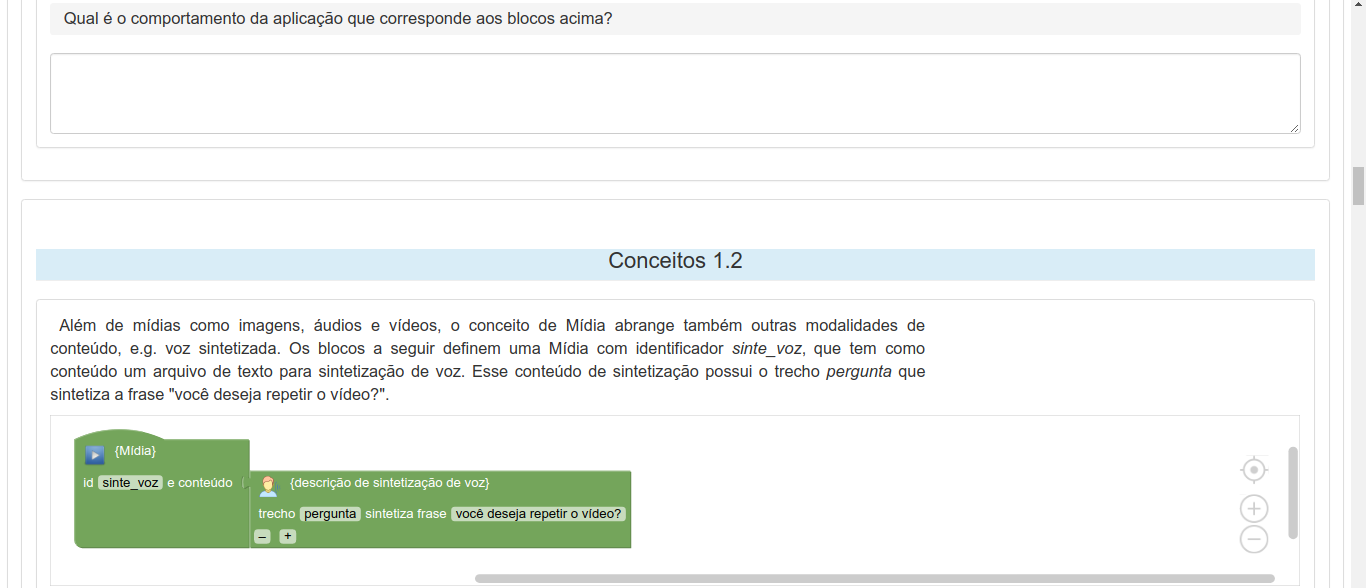 Qual é o comportamento da aplicação que corresponde aos blocos acima?
Conceitos 1.2
Além de mídias como imagens, áudios e vídeos, o conceito de Mídia abrange também outras modalidades de
conteúdo, e.g. voz sintetizada. Os blocos a seguir definem uma Mídia com identificador sinte_voz, que tem como
conteúdo um arquivo de texto para sintetização de voz. Esse conteúdo de sintetização possui o trecho pergunta que
sintetiza a frase "você deseja repetir o vídeo?".
{Mídia}
id sinte_voz e conteúdo
{descrição de sintetização de voz}
trecho pergunta sintetiza frase você deseja repetir o vídeo?
– +